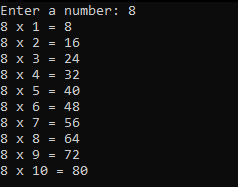 Enter a number: 8
8 x 1 = 8
8 x 2 = 16
8 x 3 = 24
8 x 4 = 32
8 x 5 = 40
8 x 6 = 48
8 x 7 = 56
8 x 8 = 64
8 x 9 = 72
8 x 10 = 80